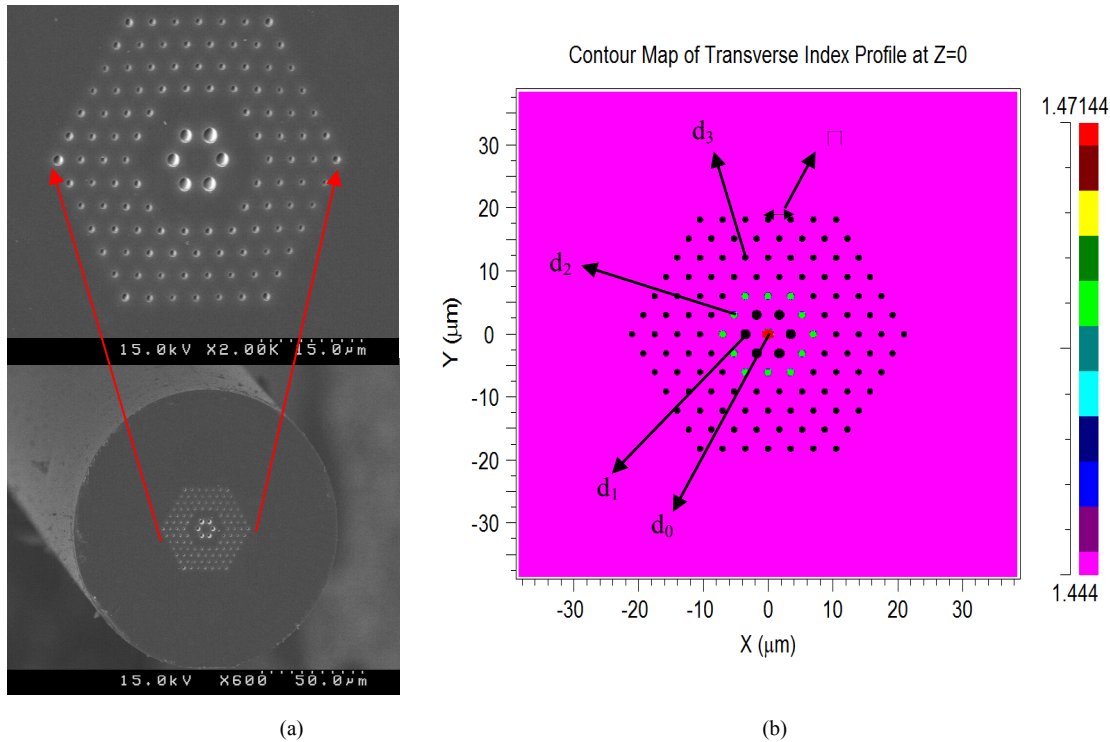 15.0kV X2.00K 15.0µm
15.0kV X600 50.0µm
(a)
Contour Map of Transverse Index Profile at Z=0
1.47144
1.444
Y (µm)
30
20
10
0
-10
-20
-30
-30 -20 -10 0 10 20 30
X (µm)
d3
d2
d1
d0
(b)